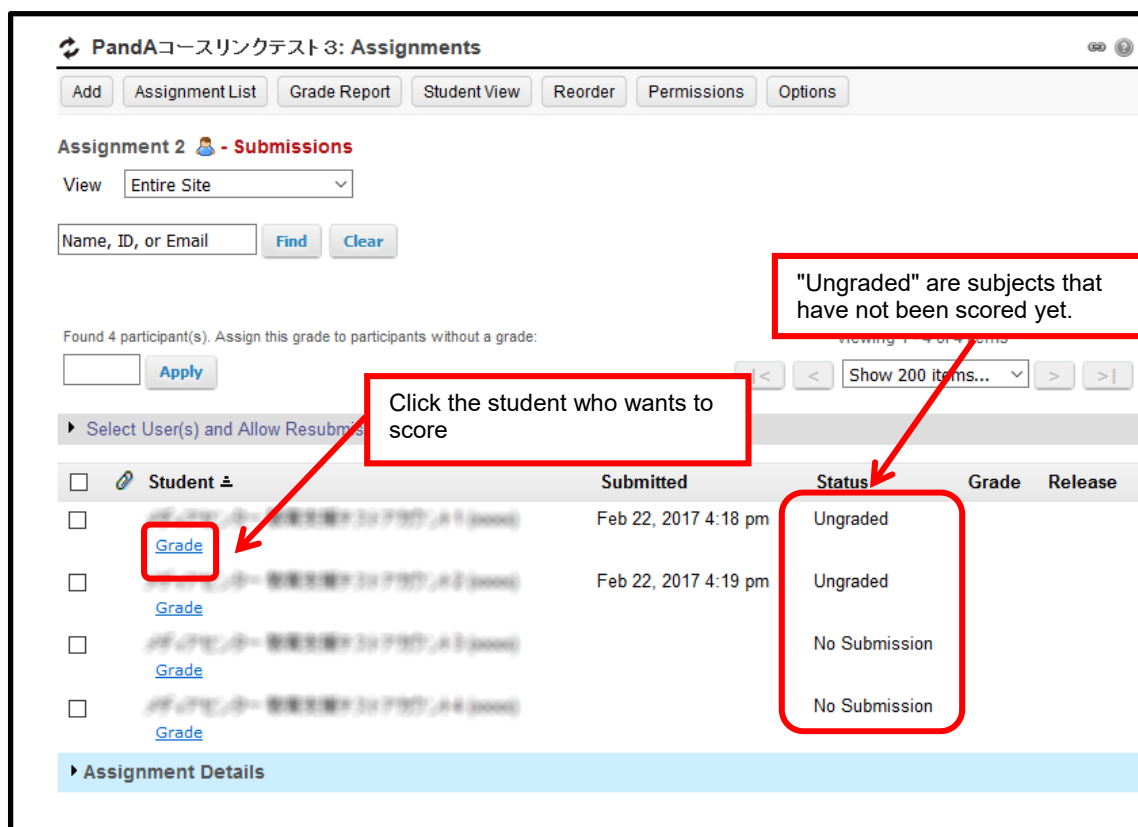 PandAコースリンクテスト3: Assignments
Add Assignment List Grade Report Student View Reorder Permissions Options
Assignment 2 - Submissions
View Entire Site
Name, ID, or Email Find Clear
"Ungraded" are subjects that
have not been scored yet.
Found 4 participant(s). Assign this grade to participants without a grade:
Apply
|< < Show 200 items... > >|
Click the student who wants to
score
Select User(s) and Allow
Student Submitted Status Grade Release
Feb 22, 2017 4:18 pm Ungraded
Grade
Feb 22, 2017 4:19 pm Ungraded
Grade
No Submission
Grade
No Submission
Grade
Assignment Details